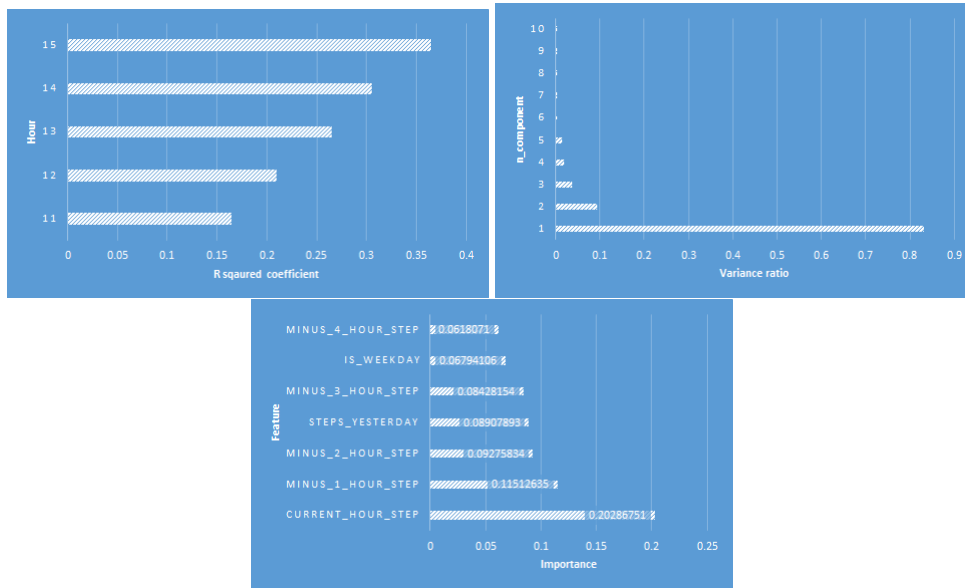 15
14
13
12
11
Hour
0 0.05 0.1 0.15 0.2 0.25 0.3 0.35 0.4
R sqaured coefficient
10
9
8
7
6
5
4
3
2
1
n_component
0 0.1 0.2 0.3 0.4 0.5 0.6 0.7 0.8 0.9
Variance ratio
MINUS_4_HOUR_STEP 0.0618071
IS_WEEKDAY 0.06794106
MINUS_3_HOUR_STEP 0.08428154
STEPS_YESTERDAY 0.08907893
MINUS_2_HOUR_STEP 0.09275834
MINUS_1_HOUR_STEP 0.11512635
CURRENT_HOUR_STEP 0.20286751
Feature
0 0.05 0.1 0.15 0.2 0.25
Importance